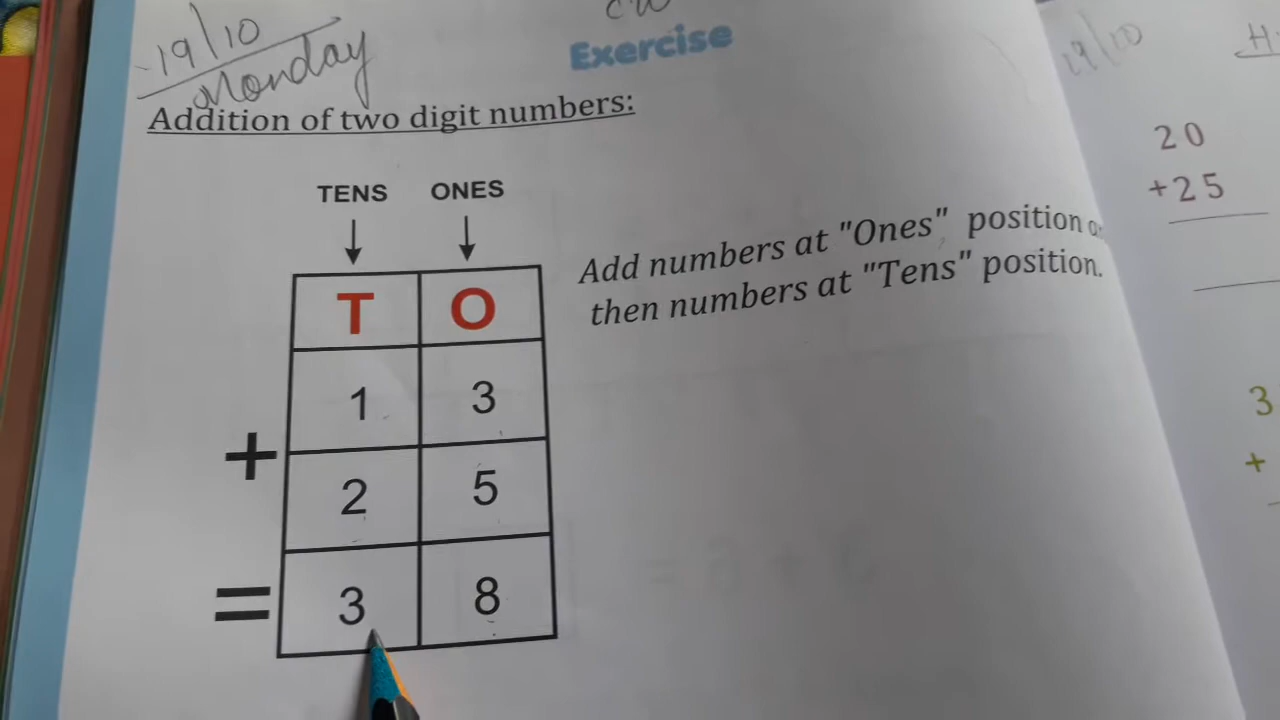 19/10
Monday
CW
Exercise
Addition of two digit numbers:
TENS ONES
T O
1 3
+
2 5
= 3 8
Add numbers at "Ones" position
then numbers at "Tens" position.
19/10
H
20
+25
3
+